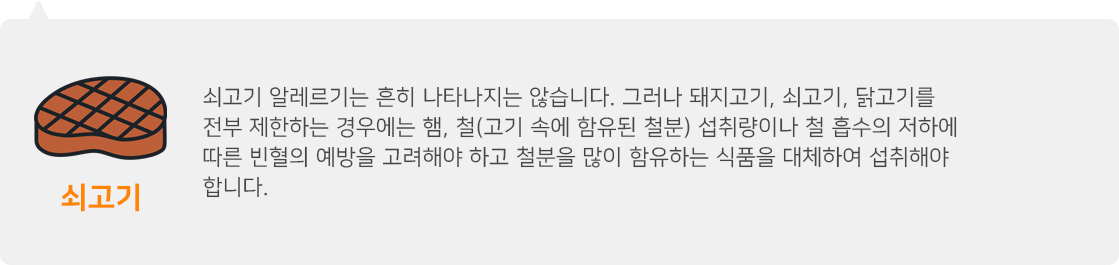 쇠고기 알레르기는 흔히 나타나지는 않습니다. 그러나 돼지고기, 쇠고기, 닭고기를
전부 제한하는 경우에는 햄, 철(고기 속에 함유된 철분) 섭취량이나 철 흡수의 저하에
따른 빈혈의 예방을 고려해야 하고 철분을 많이 함유하는 식품을 대체하여 섭취해야
합니다.
쇠고기